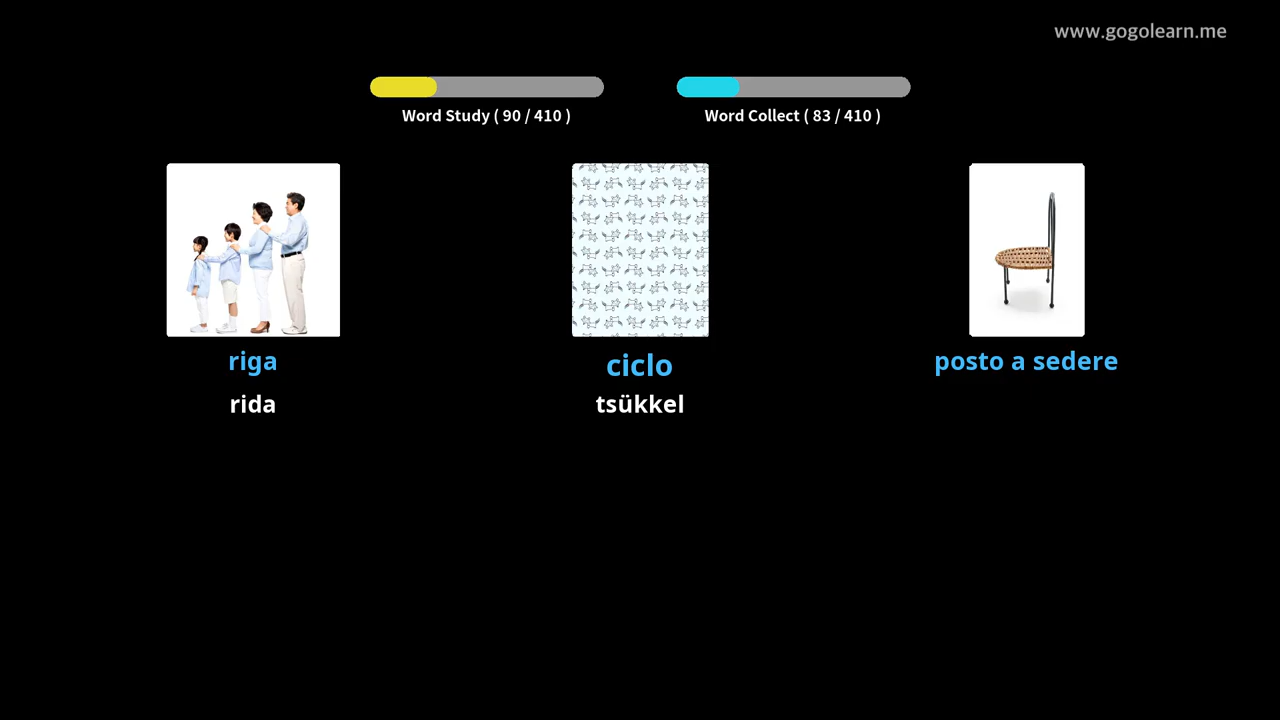 www.gogolearn.me
Word Study ( 90 / 410 )
Word Collect ( 83 / 410 )
riga
ciclo
posto a sedere
rida
tsükkel